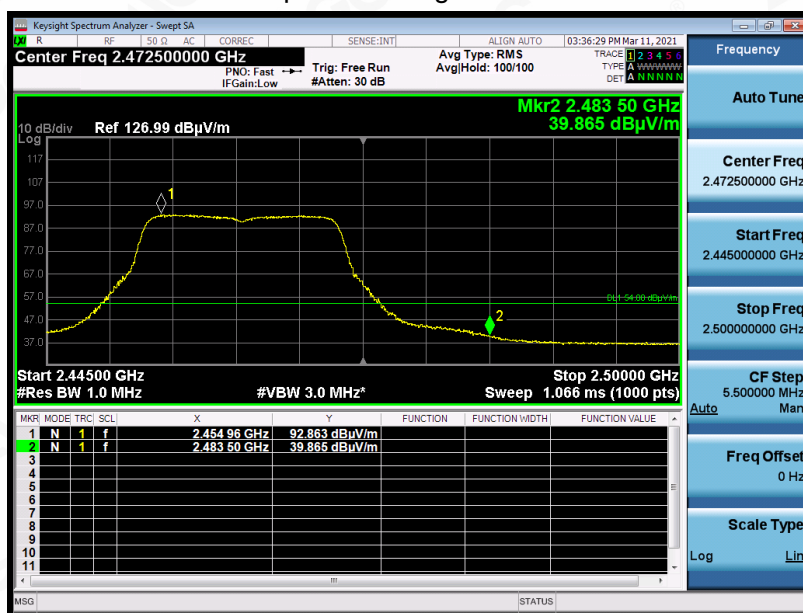 Keysight Spectrum Analyzer - Swept SA
LXI R RF 50 Ω AC CORREC SENSE:INT ALIGN AUTO 03:36:29 PM Mar 11, 2021
Center Freq 2.472500000 GHz
PNO: Fast
IFGain:Low
Trig: Free Run
#Atten: 30 dB
Avg Type: RMS
Avg|Hold: 100/100
TRACE 1 2 3 4 5 6
TYPE A WWWWW
DET A N N N N N
Frequency
Mkr2 2.483 50 GHz
39.865 dBµV/m
10 dB/div Ref 126.99 dBµV/m
Log
117
107
97.0
87.0
77.0
67.0
57.0
47.0
37.0
1
2
DL1 54.00 dBµV/m
Start 2.44500 GHz Stop 2.50000 GHz
#Res BW 1.0 MHz #VBW 3.0 MHz* Sweep 1.066 ms (1000 pts)
MKR MODE TRC SCL X Y FUNCTION FUNCTION WIDTH FUNCTION VALUE
1 N 1 f 2.454 96 GHz 92.863 dBµV/m
2 N 1 f 2.483 50 GHz 39.865 dBµV/m
3
4
5
6
7
8
9
10
11
MSG STATUS
Auto Tune
Center Freq
2.472500000 GHz
Start Freq
2.445000000 GHz
Stop Freq
2.500000000 GHz
CF Step
5.500000 MHz
Auto Man
Freq Offset
0 Hz
Scale Type
Log Lin